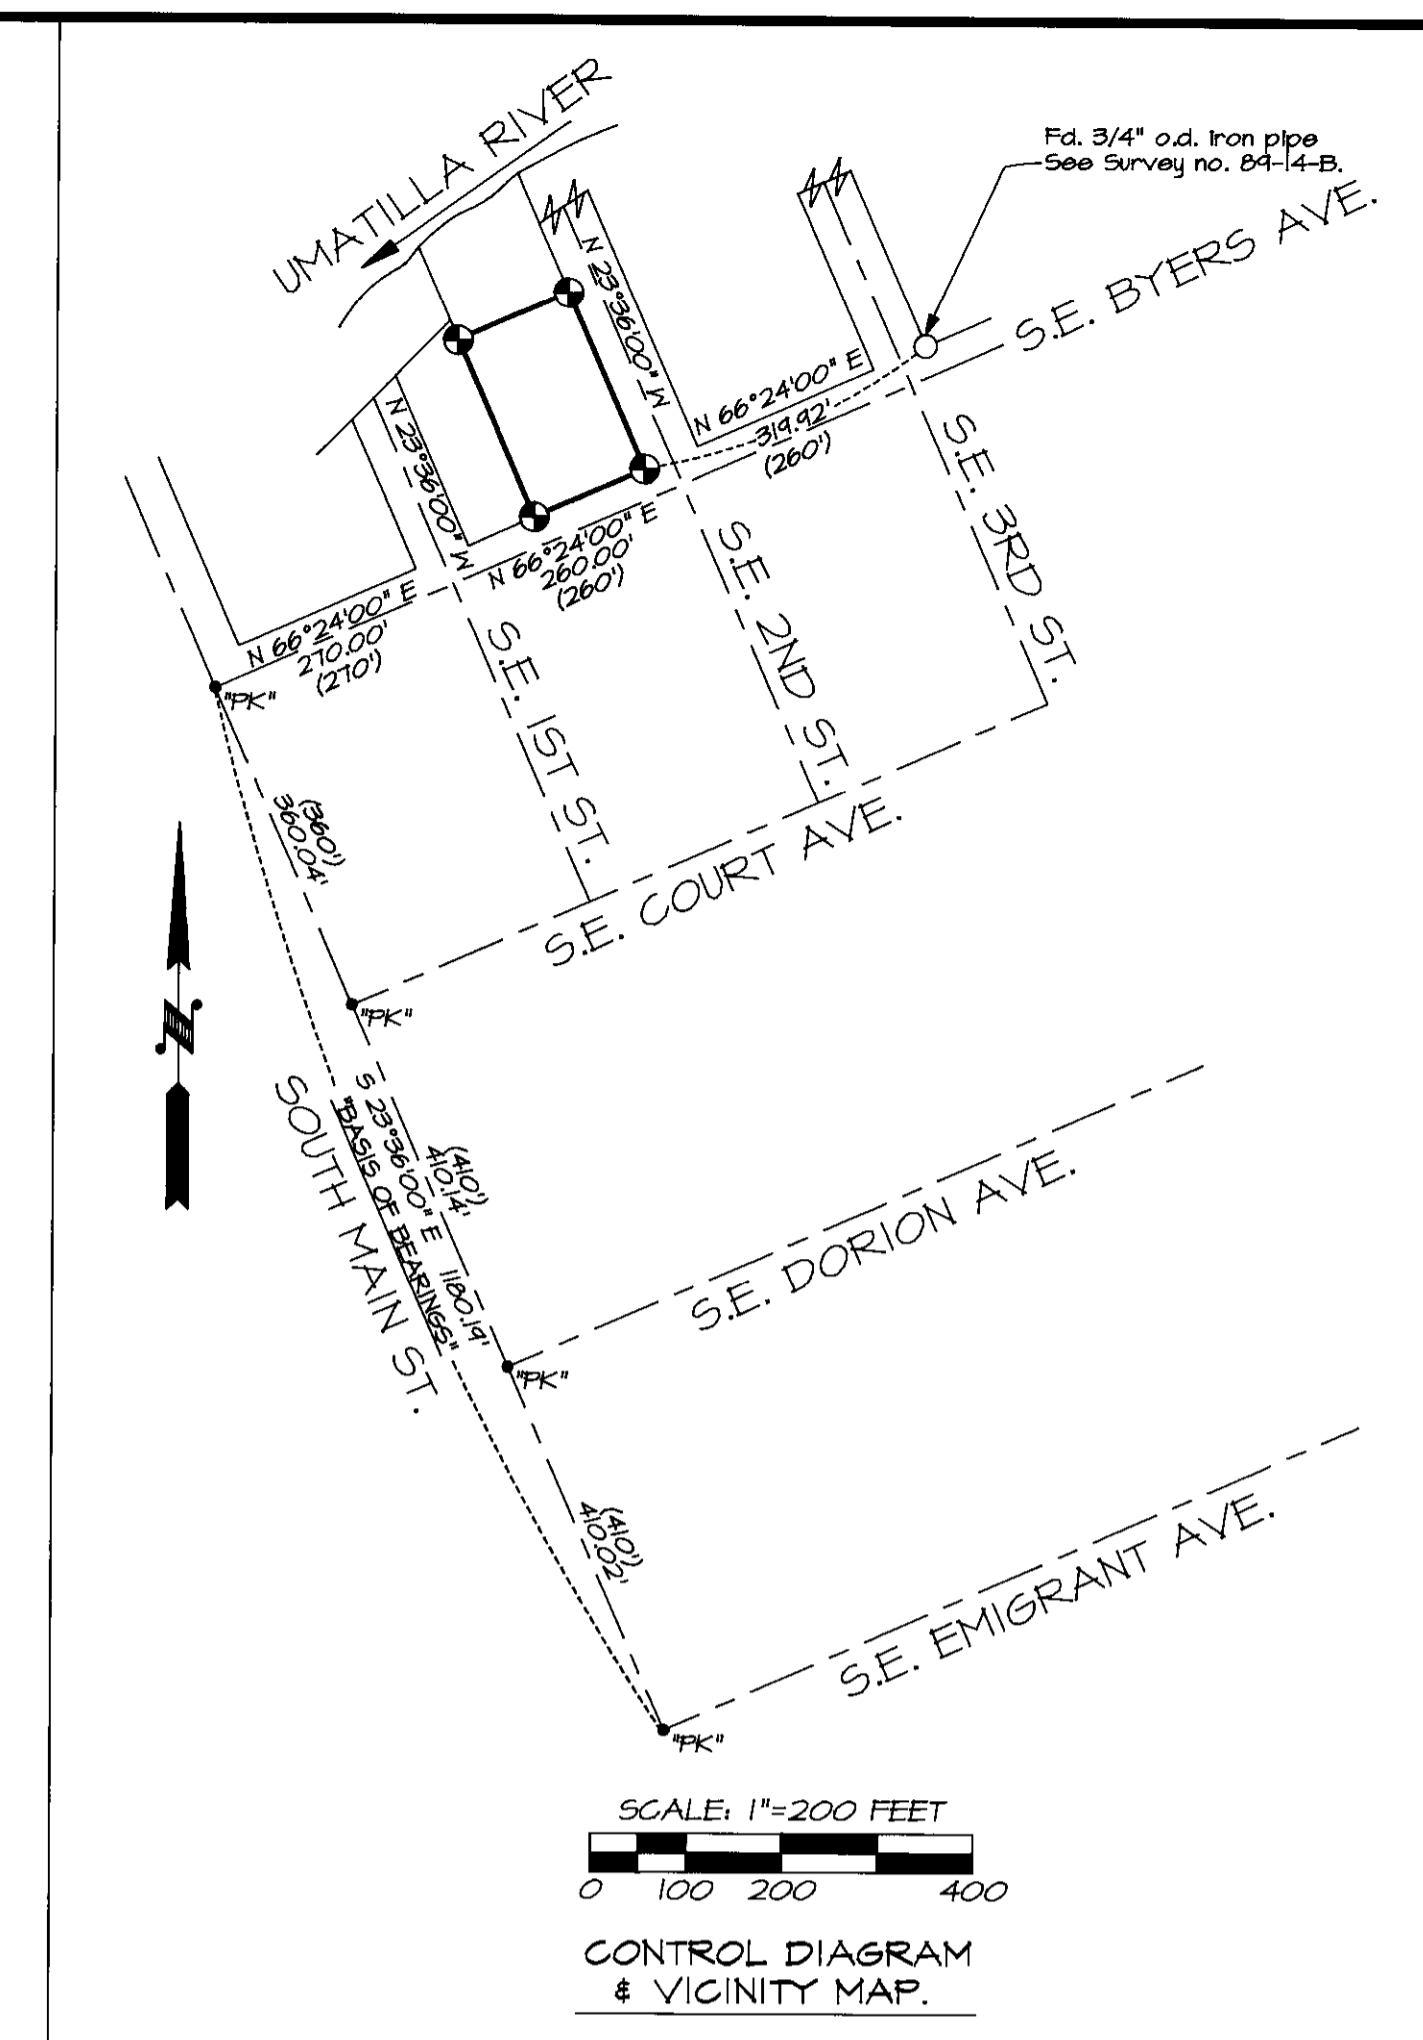 UMATILLA RIVER
Fd. 3/4" o.d. iron pipe
See Survey no. 89-14-B.
S.E. BYERS AVE.
N 23°36'00" W
N 66°24'00" E
319.92'
(260')
N 23°36'00" W
N 66°24'00" E
260.00'
(260')
N 66°24'00" E
270.00'
(270')
"PK"
S.E. 1ST ST.
S.E. 2ND ST.
S.E. 3RD ST.
(360')
360.04'
S.E. COURT AVE.
"PK"
N
SOUTH MAIN ST.
(410')
410.14'
S 23°36'00" E 1180.19'
"BASIS OF BEARINGS"
S.E. DORION AVE.
"PK"
(410')
410.02'
S.E. EMIGRANT AVE.
"PK"
SCALE: 1"=200 FEET
0 100 200 400
CONTROL DIAGRAM
& VICINITY MAP.